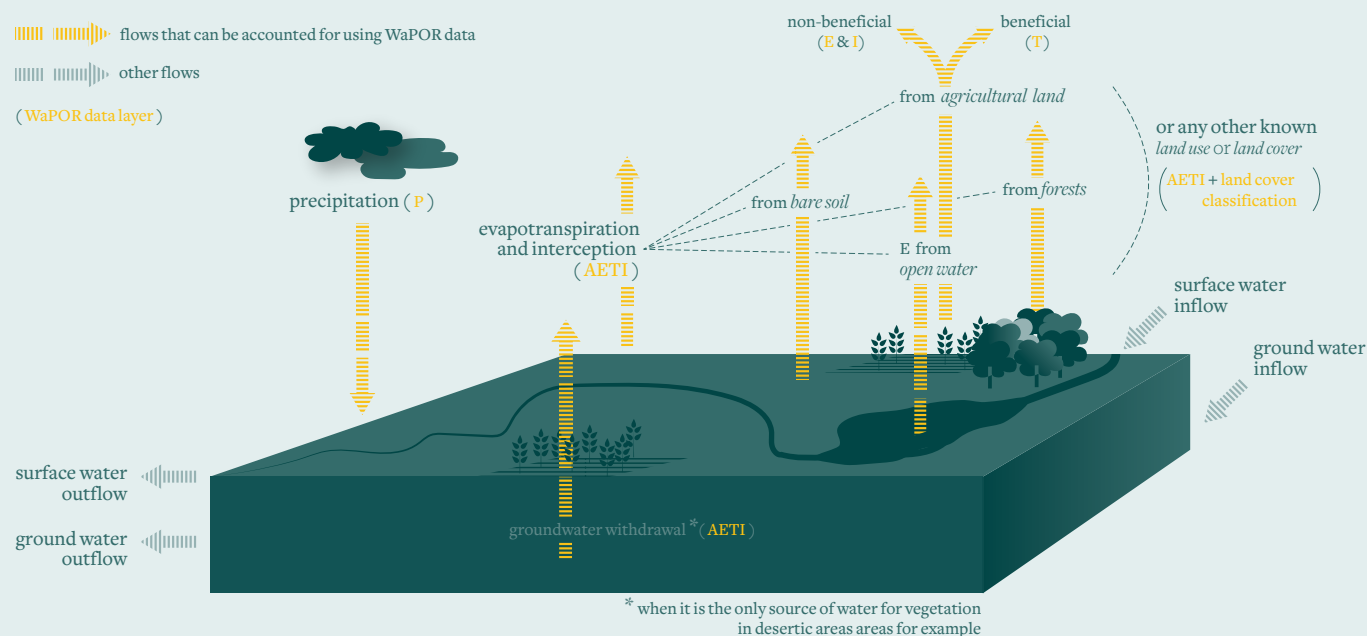 flows that can be accounted for using WaPOR data
other flows
(WaPOR data layer)
precipitation (P)
evapotranspiration
and interception
(AETI)
non-beneficial
(E & I)
beneficial
(T)
from agricultural land
from bare soil
from forests
E from
open water
or any other known
land use or land cover
(AETI + land cover
classification)
surface water
inflow
ground water
inflow
surface water
outflow
ground water
outflow
groundwater withdrawal *(AETI)
* when it is the only source of water for vegetation
in desertic areas areas for example